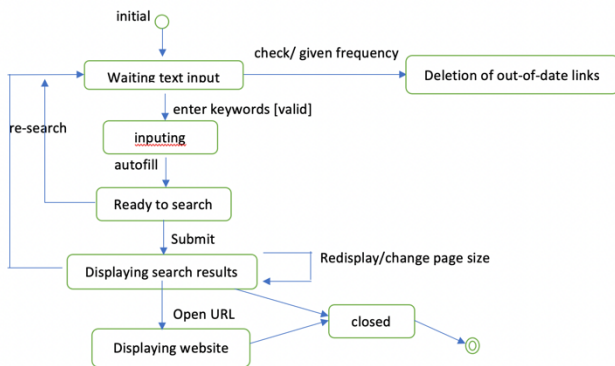 initial
check/ given frequency
Waiting text input
Deletion of out-of-date links
enter keywords [valid]
re-search
inputing
autofill
Ready to search
Submit
Redisplay/change page size
Displaying search results
Open URL
closed
Displaying website